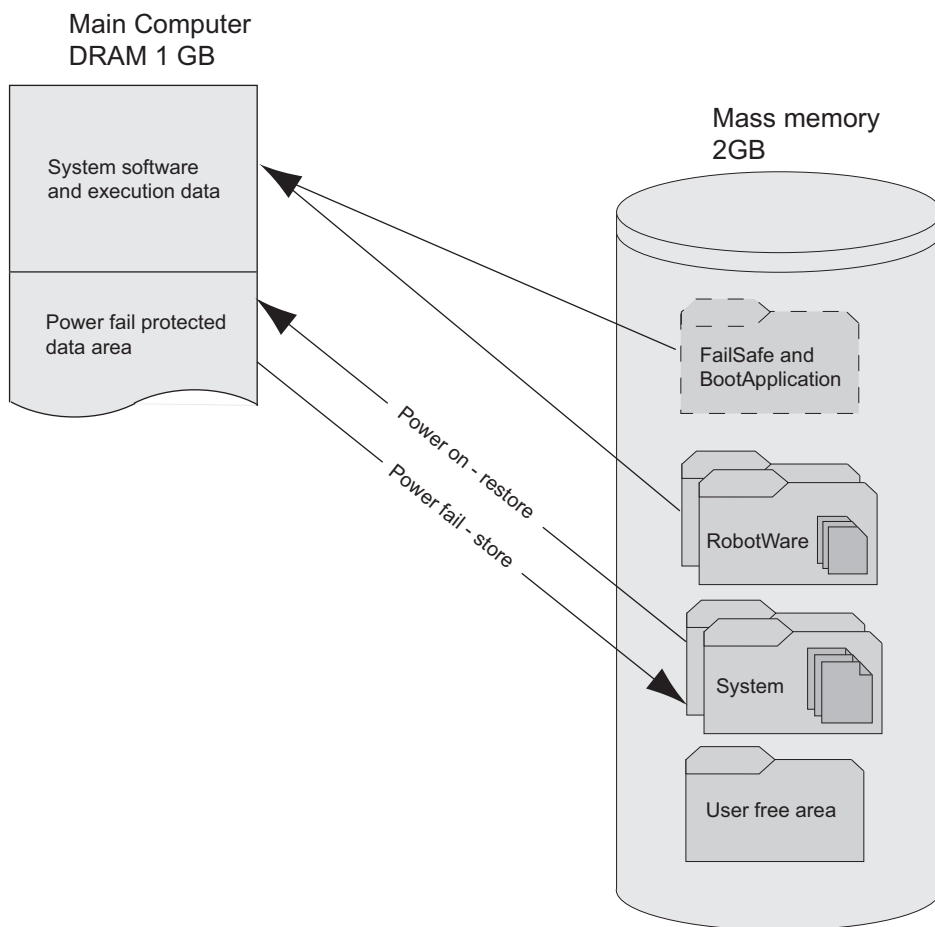 Main Computer
DRAM 1 GB
System software
and execution data
Power fail protected
data area
Mass memory
2GB
FailSafe and
BootApplication
Power on - restore
Power fail - store
RobotWare
System
User free area